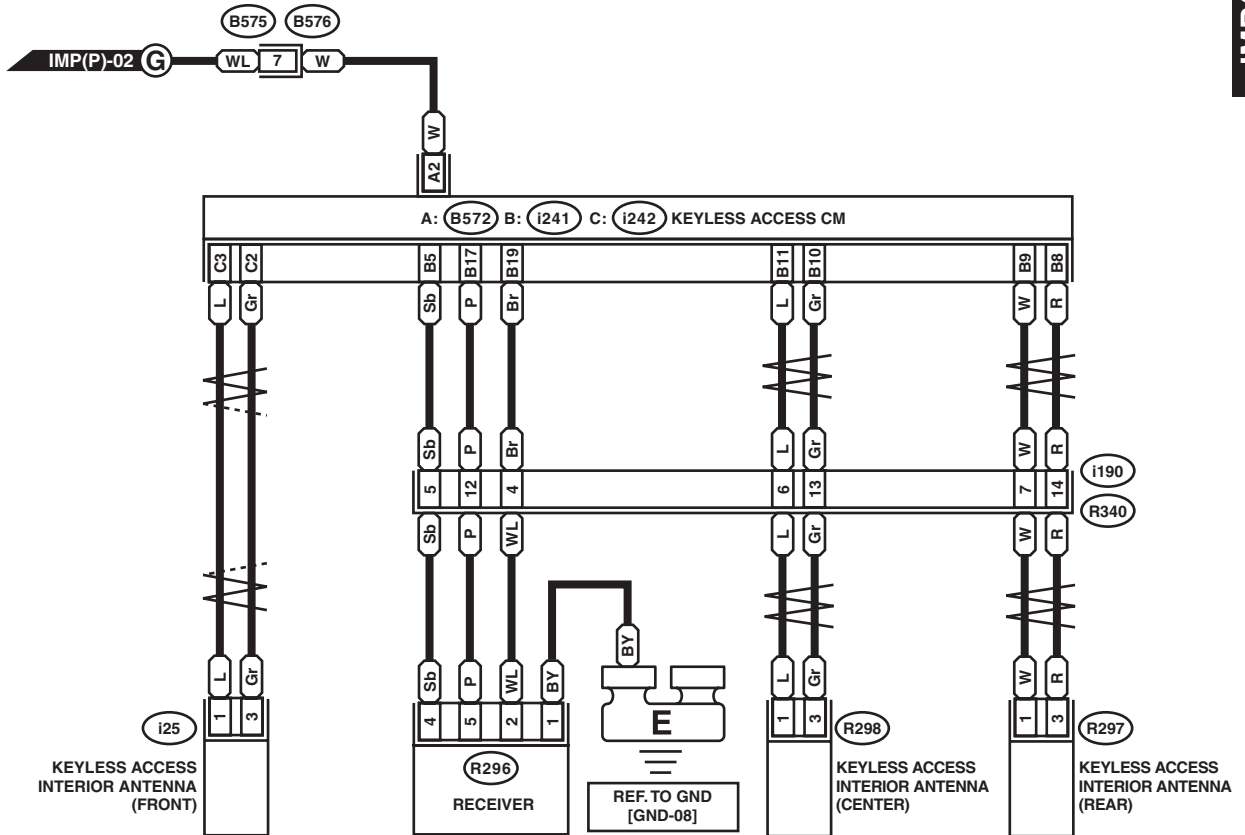 B575 B576
IMP(P)-02 G WL 7 W
W
A2
A: B572 B: i241 C: i242 KEYLESS ACCESS CM
C3 C2 B5 B17 B19 B11 B10 B9 B8
L Gr Sb P Br L Gr W R
Sb P Br L Gr W R
i190
5 12 4 6 13 7 14
R340
Sb P WL L Gr W R
BY
L Gr Sb P WL BY L Gr W R
E
i25 1 3 4 5 2 1 1 3 R298 1 3 R297
KEYLESS ACCESS
INTERIOR ANTENNA
(FRONT)
R296
RECEIVER
REF. TO GND
[GND-08]
KEYLESS ACCESS
INTERIOR ANTENNA
(CENTER)
KEYLESS ACCESS
INTERIOR ANTENNA
(REAR)